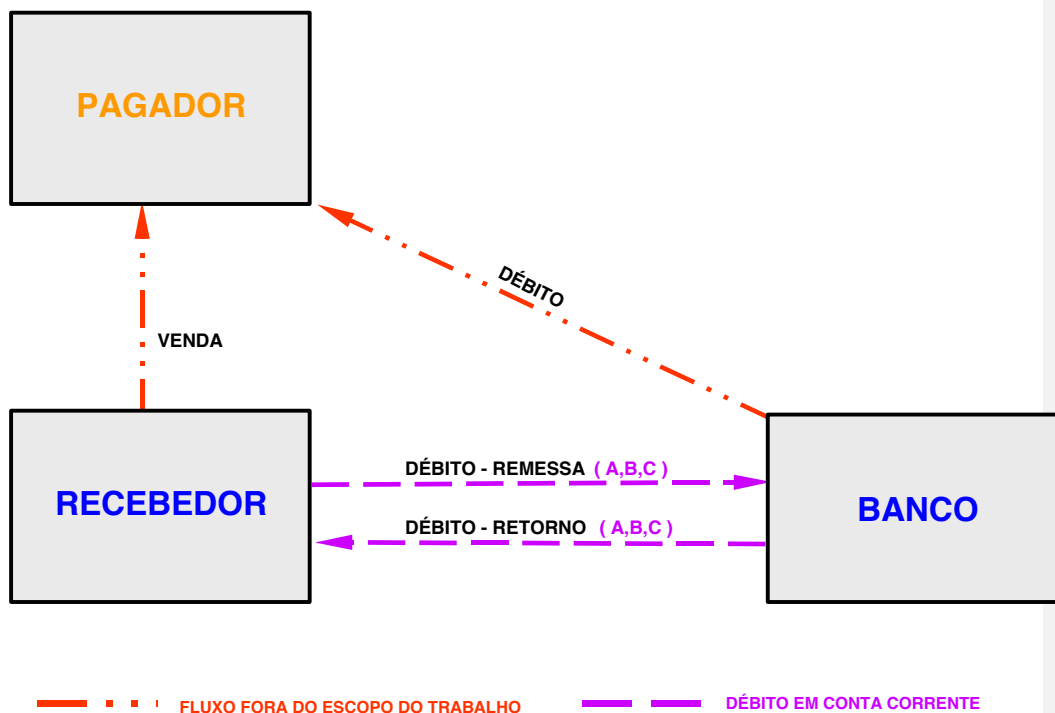 PAGADOR
DÉBITO
VENDA
DÉBITO - REMESSA ( A,B,C )
RECEBEDOR
BANCO
DÉBITO - RETORNO ( A,B,C )
FLUXO FORA DO ESCOPO DO TRABALHO
DÉBITO EM CONTA CORRENTE